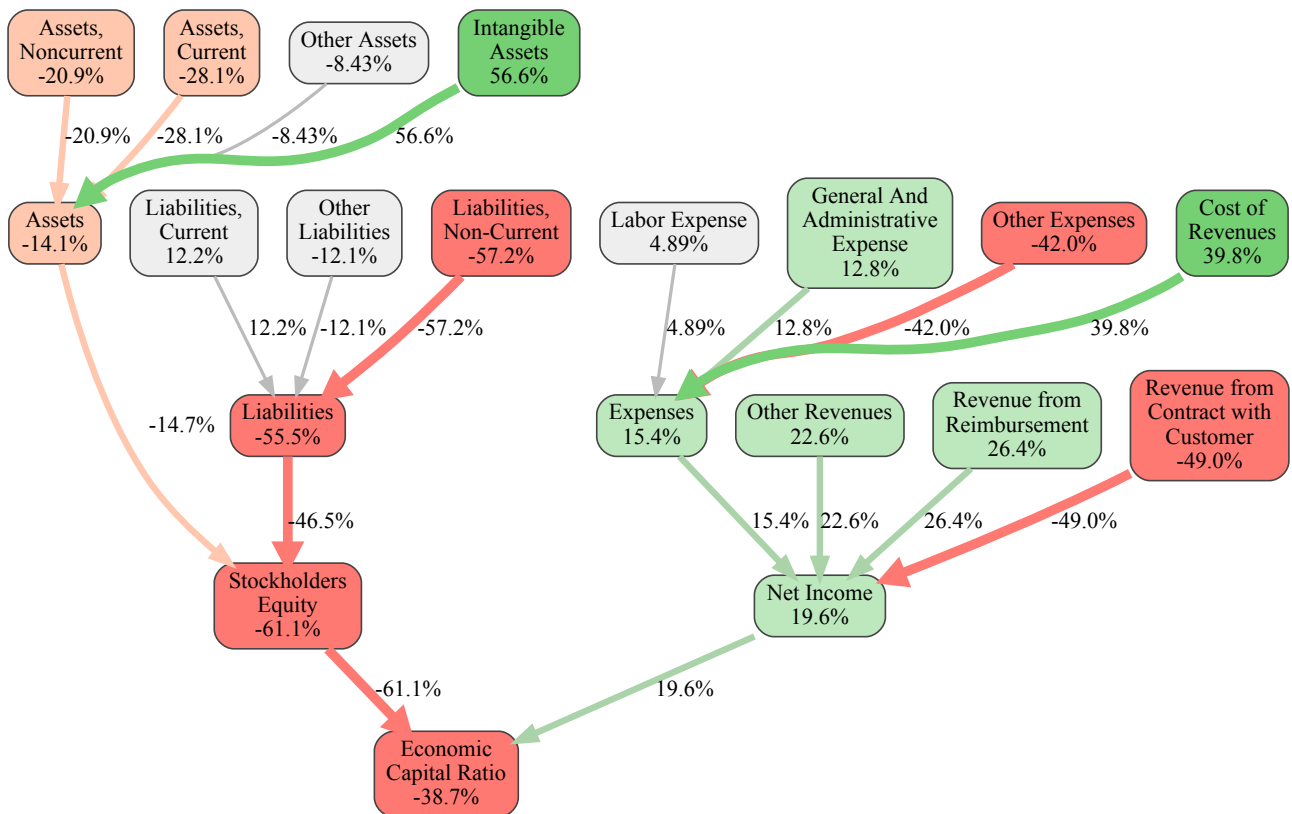 Assets,
Noncurrent
-20.9%
Assets,
Current
-28.1%
Other Assets
-8.43%
Intangible
Assets
56.6%
-20.9%
-28.1%
-8.43%
56.6%
Assets
-14.1%
Liabilities,
Current
12.2%
Other
Liabilities
-12.1%
Liabilities,
Non-Current
-57.2%
Labor Expense
4.89%
General And
Administrative
Expense
12.8%
Other Expenses
-42.0%
Cost of
Revenues
39.8%
12.2%
-12.1%
-57.2%
4.89%
12.8%
-42.0%
39.8%
-14.7%
Liabilities
-55.5%
Expenses
15.4%
Other Revenues
22.6%
Revenue from
Reimbursement
26.4%
Revenue from
Contract with
Customer
-49.0%
-46.5%
15.4%
22.6%
26.4%
-49.0%
Stockholders
Equity
-61.1%
Net Income
19.6%
-61.1%
19.6%
Economic
Capital Ratio
-38.7%